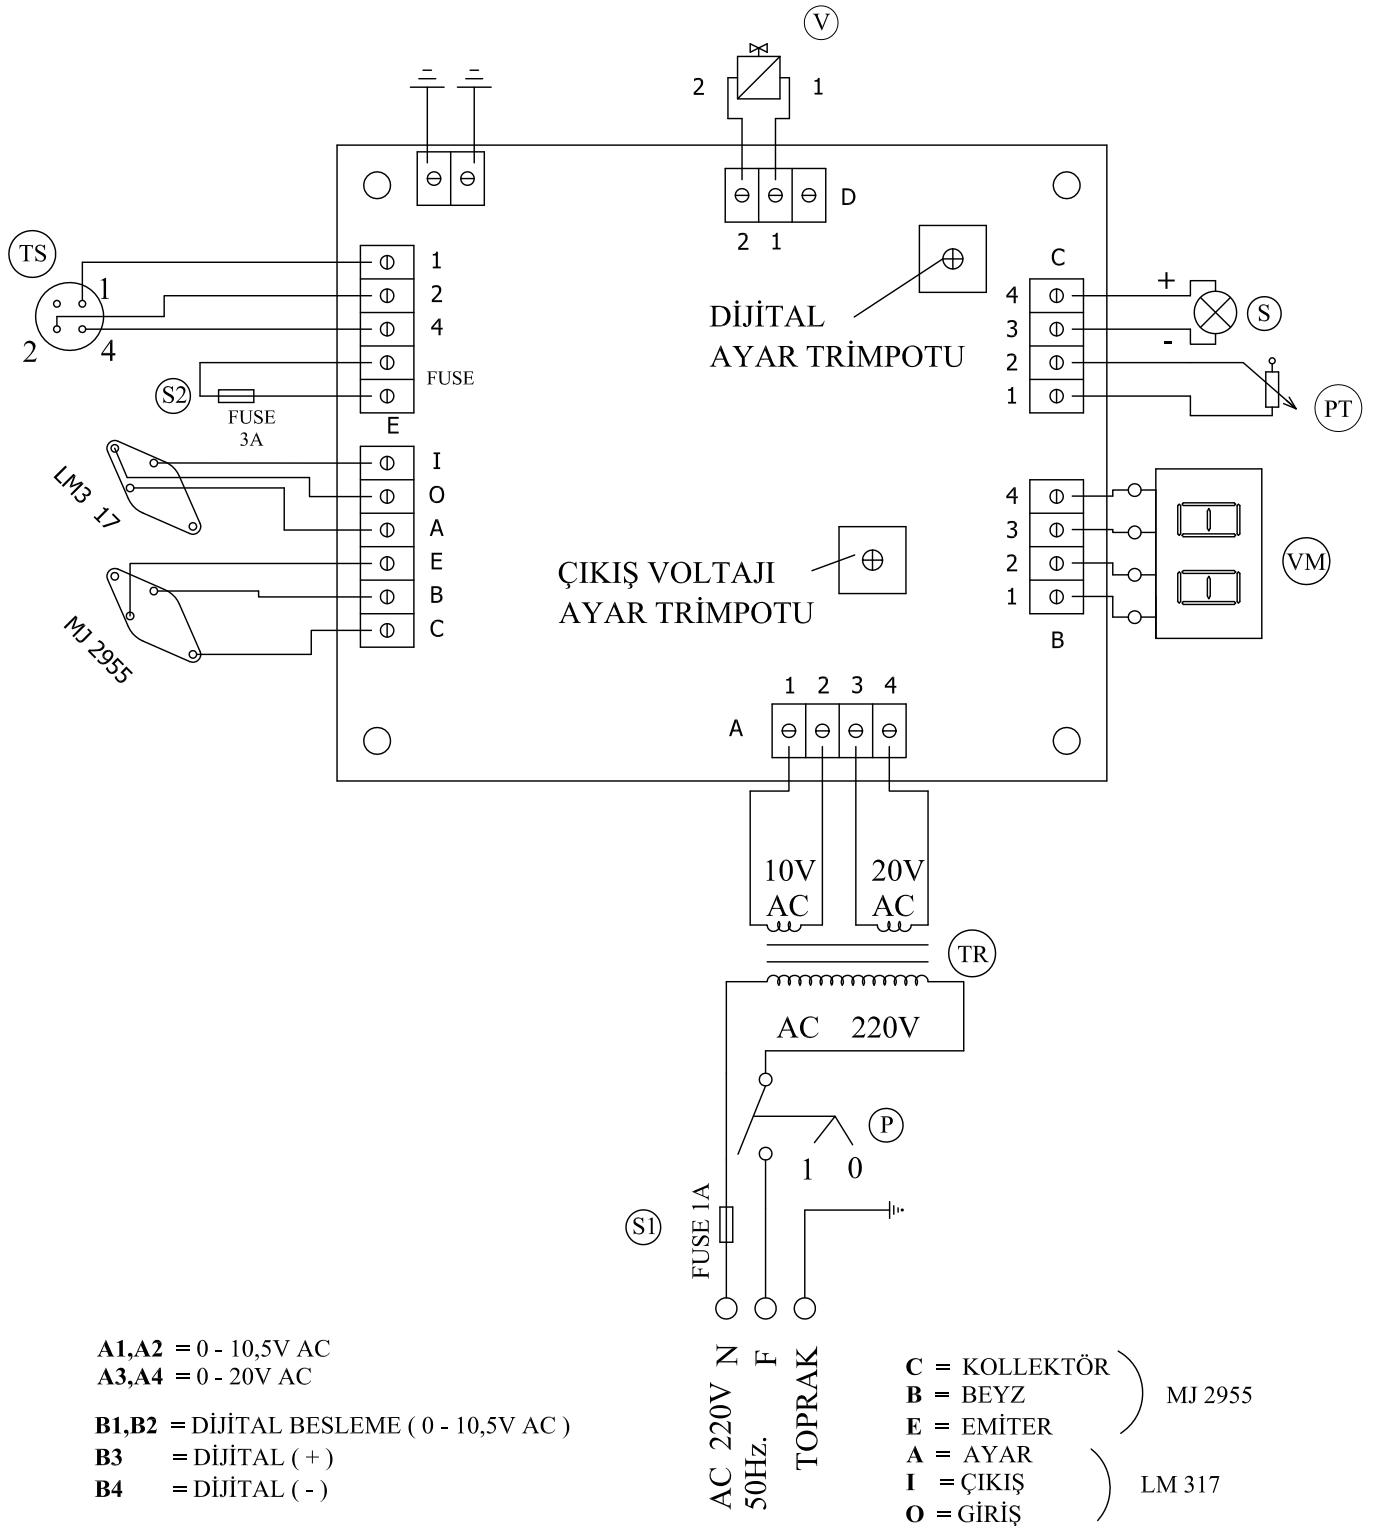 V
2
1
D
2 1
TS
1
2
4
1
2
4
S2
FUSE
FUSE
3A
E
DİJİTAL
AYAR TRİMPOTU
C
4
3
2
1
+
-
S
PT
LM3 17
I
O
A
E
B
C
MJ 2955
ÇIKIŞ VOLTAJI
AYAR TRİMPOTU
4
3
2
1
B
VM
1 2 3 4
A
10V
AC
20V
AC
TR
AC 220V
P
1 0
S1
FUSE 1A
N
F
TOPRAK
AC 220V
50Hz.
A1,A2 = 0 - 10,5V AC
A3,A4 = 0 - 20V AC
B1,B2 = DİJİTAL BESLEME ( 0 - 10,5V AC )
B3 = DİJİTAL ( + )
B4 = DİJİTAL ( - )
C = KOLLEKTÖR
B = BEYZ
E = EMİTER
MJ 2955
A = AYAR
I = ÇIKIŞ
O = GİRİŞ
LM 317